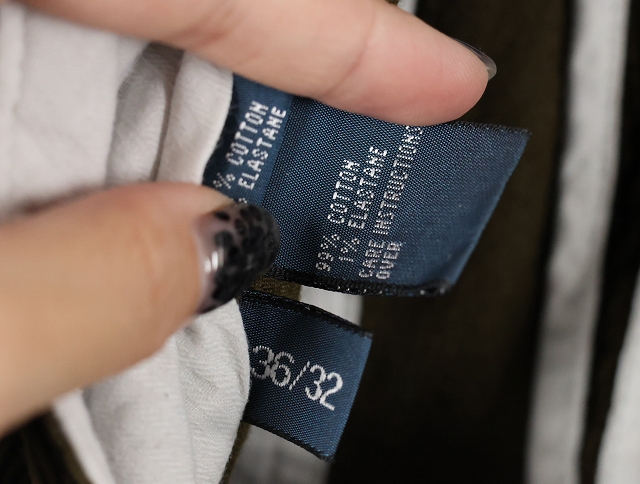 % COTTON
% ELASTANE
99% COTTON
1% ELASTANE
CARE INSTRUCTIONS
OVER
36/32